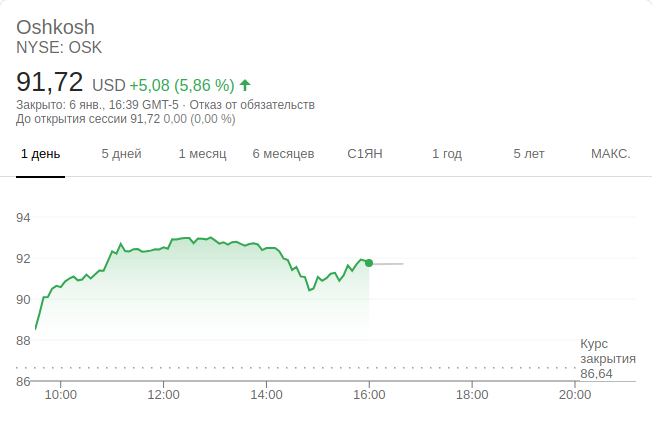 Oshkosh
NYSE: OSK
91,72 USD +5,08 (5,86 %)
Закрыто: 6 янв., 16:39 GMT-5 · Отказ от обязательств
До открытия сессии 91,72 0,00 (0,00 %)
1 день 5 дней 1 месяц 6 месяцев С1ЯН 1 год 5 лет МАКС.
94
92
90
88
Курс
закрытия
86,64
86
10:00 12:00 14:00 16:00 18:00 20:00